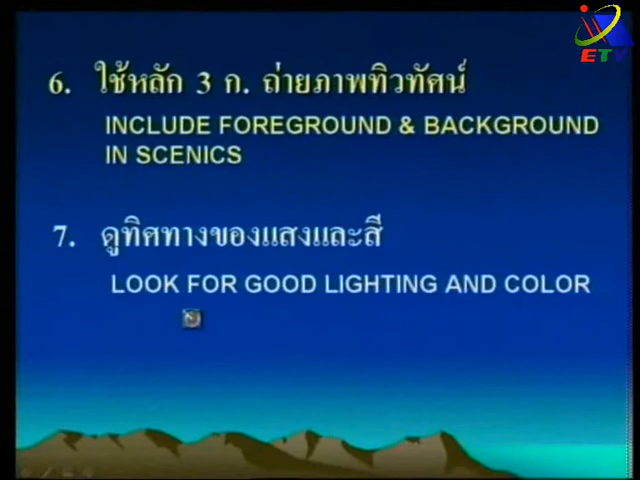 ETV
6. ใช้หลัก 3 ก. ถ่ายภาพทิวทัศน์
INCLUDE FOREGROUND & BACKGROUND
IN SCENICS
7. ดูทิศทางของแสงและสี
LOOK FOR GOOD LIGHTING AND COLOR